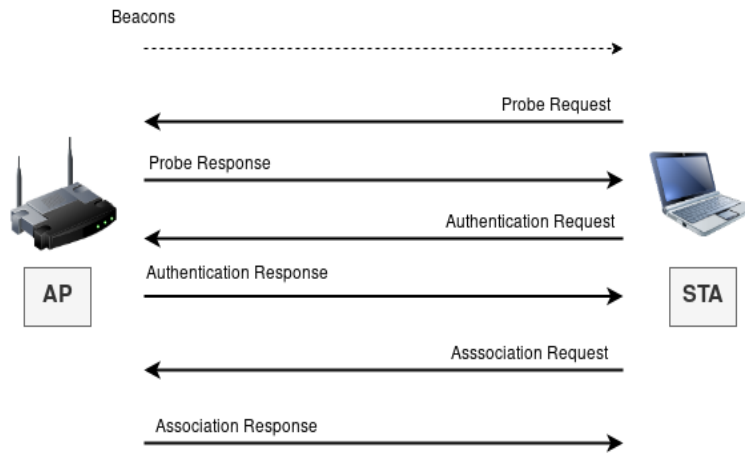 Beacons
Probe Request
Probe Response
Authentication Request
Authentication Response
AP
STA
Asssociation Request
Association Response